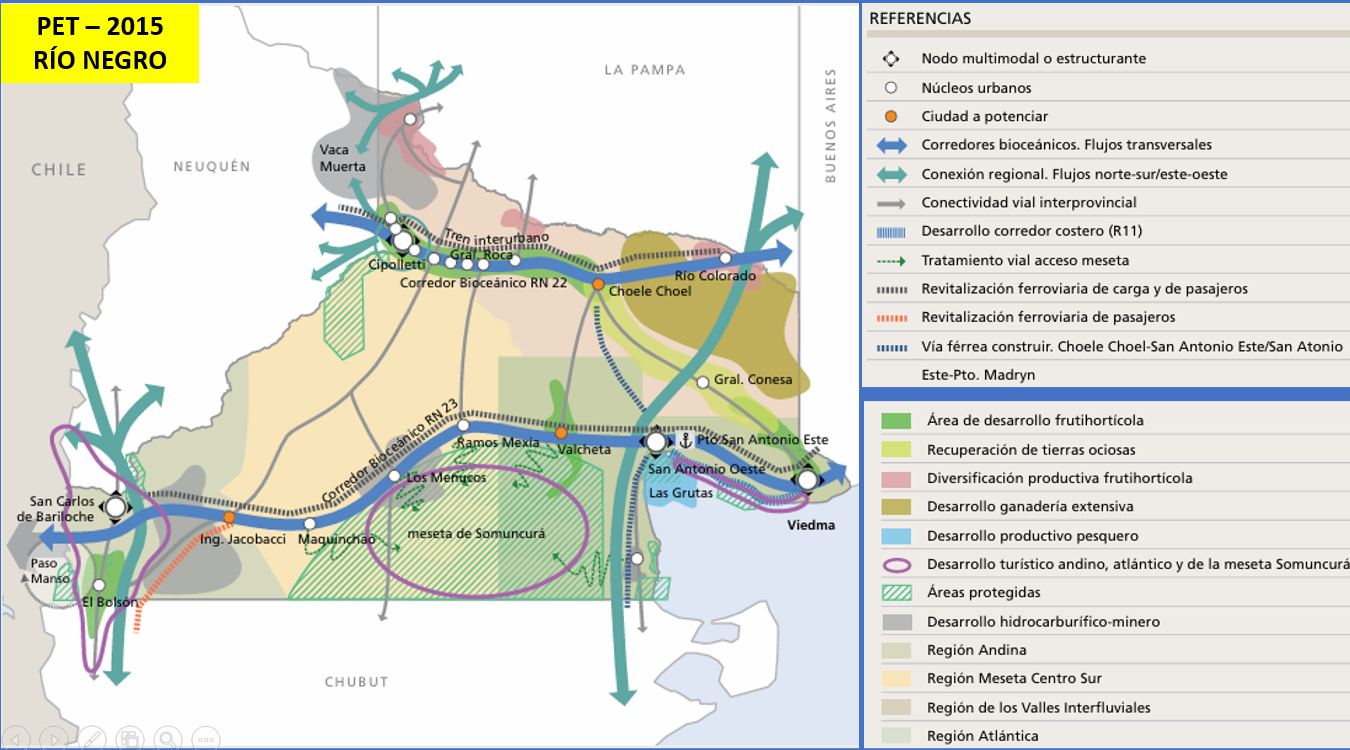 PET – 2015
RÍO NEGRO
LA PAMPA
BUENOS AIRES
CHILE
NEUQUÉN
Vaca
Muerta
Tren interurbano
Cipolletti
Gral. Roca
Corredor Bioceánico RN 22
Río Colorado
Choele Choel
Gral. Conesa
Corredor Bioceánico RN 23
Ramos Mexia
Valcheta
Pto San Antonio Este
San Antonio Oeste
Los Menucos
Las Grutas
San Carlos
de Bariloche
Viedma
Ing. Jacobacci
Maquinchao
meseta de Somuncurá
Paso
Manso
El Bolsón
CHUBUT
REFERENCIAS
Nodo multimodal o estructurante
Núcleos urbanos
Ciudad a potenciar
Corredores bioceánicos. Flujos transversales
Conexión regional. Flujos norte-sur/este-oeste
Conectividad vial interprovincial
Desarrollo corredor costero (R11)
Tratamiento vial acceso meseta
Revitalización ferroviaria de carga y de pasajeros
Revitalización ferroviaria de pasajeros
Vía férrea construir. Choele Choel-San Antonio Este/San Atonio
Este-Pto. Madryn
Área de desarrollo frutihortícola
Recuperación de tierras ociosas
Diversificación productiva frutihortícola
Desarrollo ganadería extensiva
Desarrollo productivo pesquero
Desarrollo turístico andino, atlántico y de la meseta Somuncurá
Áreas protegidas
Desarrollo hidrocarburífico-minero
Región Andina
Región Meseta Centro Sur
Región de los Valles Interfluviales
Región Atlántica